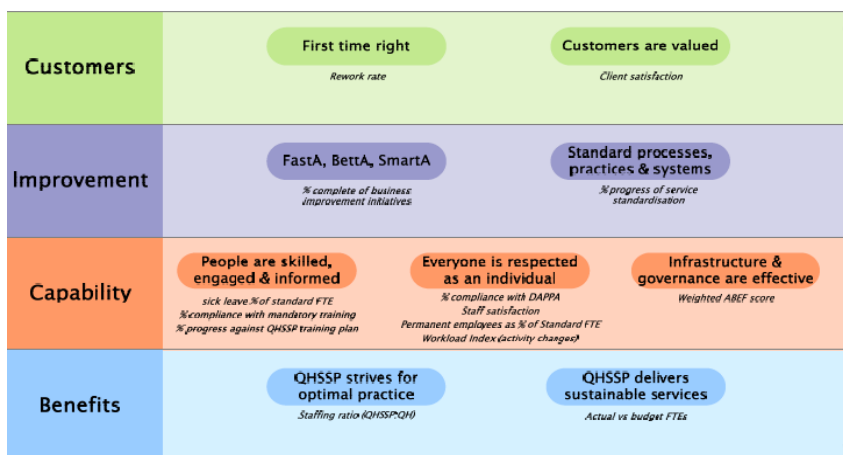 Customers
First time right
Rework rate
Customers are valued
Client satisfaction
Improvement
FastA, BettA, SmartA
% complete of business
improvement initiatives
Standard processes,
practices & systems
% progress of service
standardisation
Capability
People are skilled,
engaged & informed
sick leave % of standard FTE
% compliance with mandatory training
% progress against QHSSP training plan
Everyone is respected
as an individual
% compliance with DAPPA
Staff satisfaction
Permanent employees as % of Standard FTE
Workload Index (activity changes)
Infrastructure &
governance are effective
Weighted ABEF score
Benefits
QHSSP strives for
optimal practice
Staffing ratio (QHSSP:QH)
QHSSP delivers
sustainable services
Actual vs budget FTEs